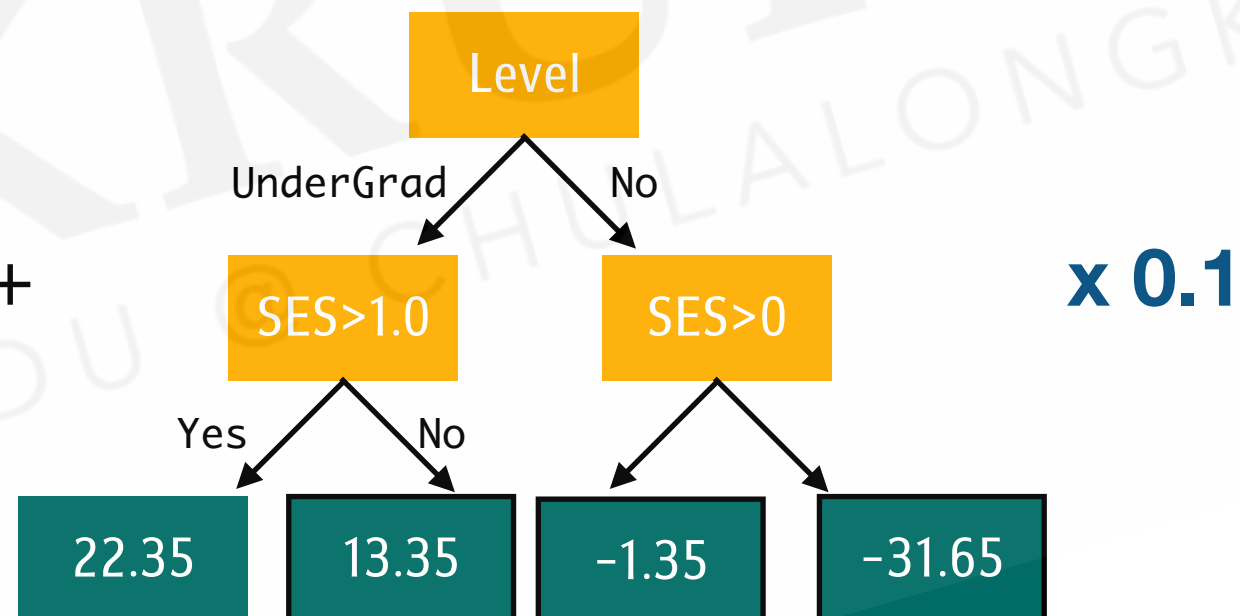 Level
UnderGrad
No
+
SES>1.0
SES>0
x 0.1
Yes
No
22.35
13.35
-1.35
-31.65
@ CHULALONGK